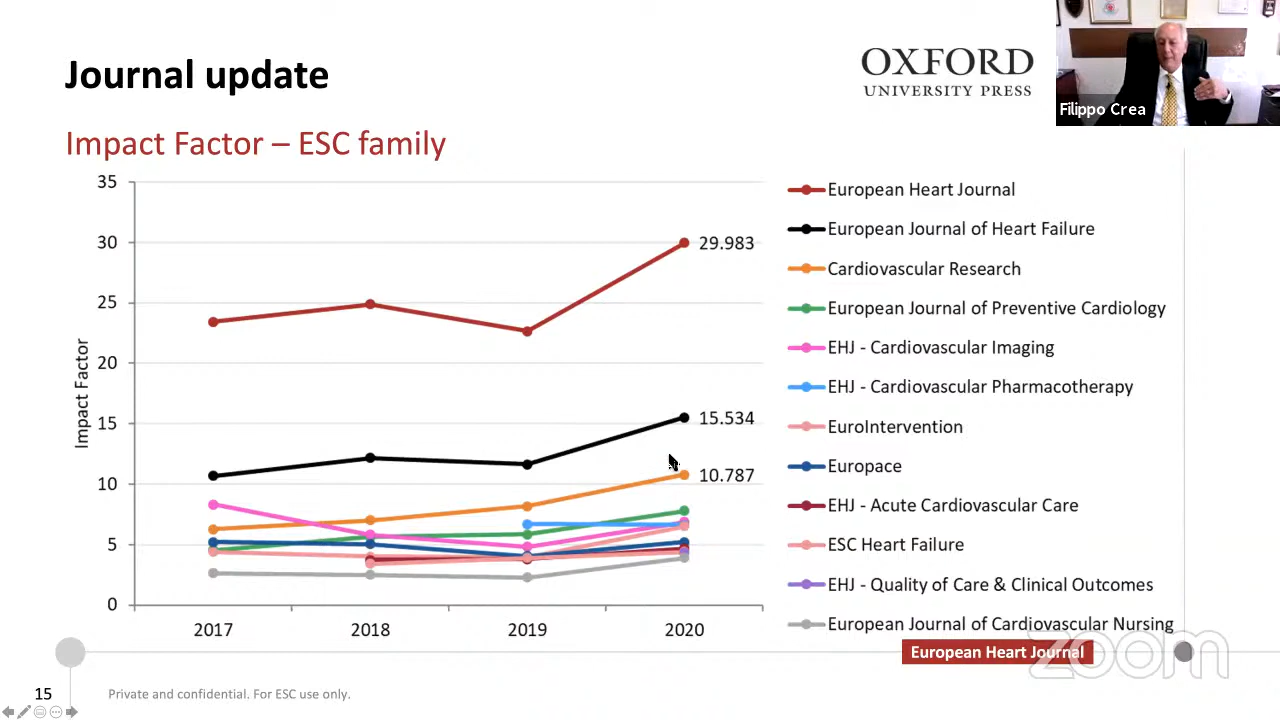 Journal update
OXFORD
UNIVERSITY PRESS
Filippo Crea
Impact Factor – ESC family
Impact Factor
35
30
25
20
15
10
5
0
2017
2018
2019
2020
29.983
15.534
10.787
European Heart Journal
European Journal of Heart Failure
Cardiovascular Research
European Journal of Preventive Cardiology
EHJ - Cardiovascular Imaging
EHJ - Cardiovascular Pharmacotherapy
EuroIntervention
Europace
EHJ - Acute Cardiovascular Care
ESC Heart Failure
EHJ - Quality of Care & Clinical Outcomes
European Journal of Cardiovascular Nursing
European Heart Journal
zoom
15
Private and confidential. For ESC use only.